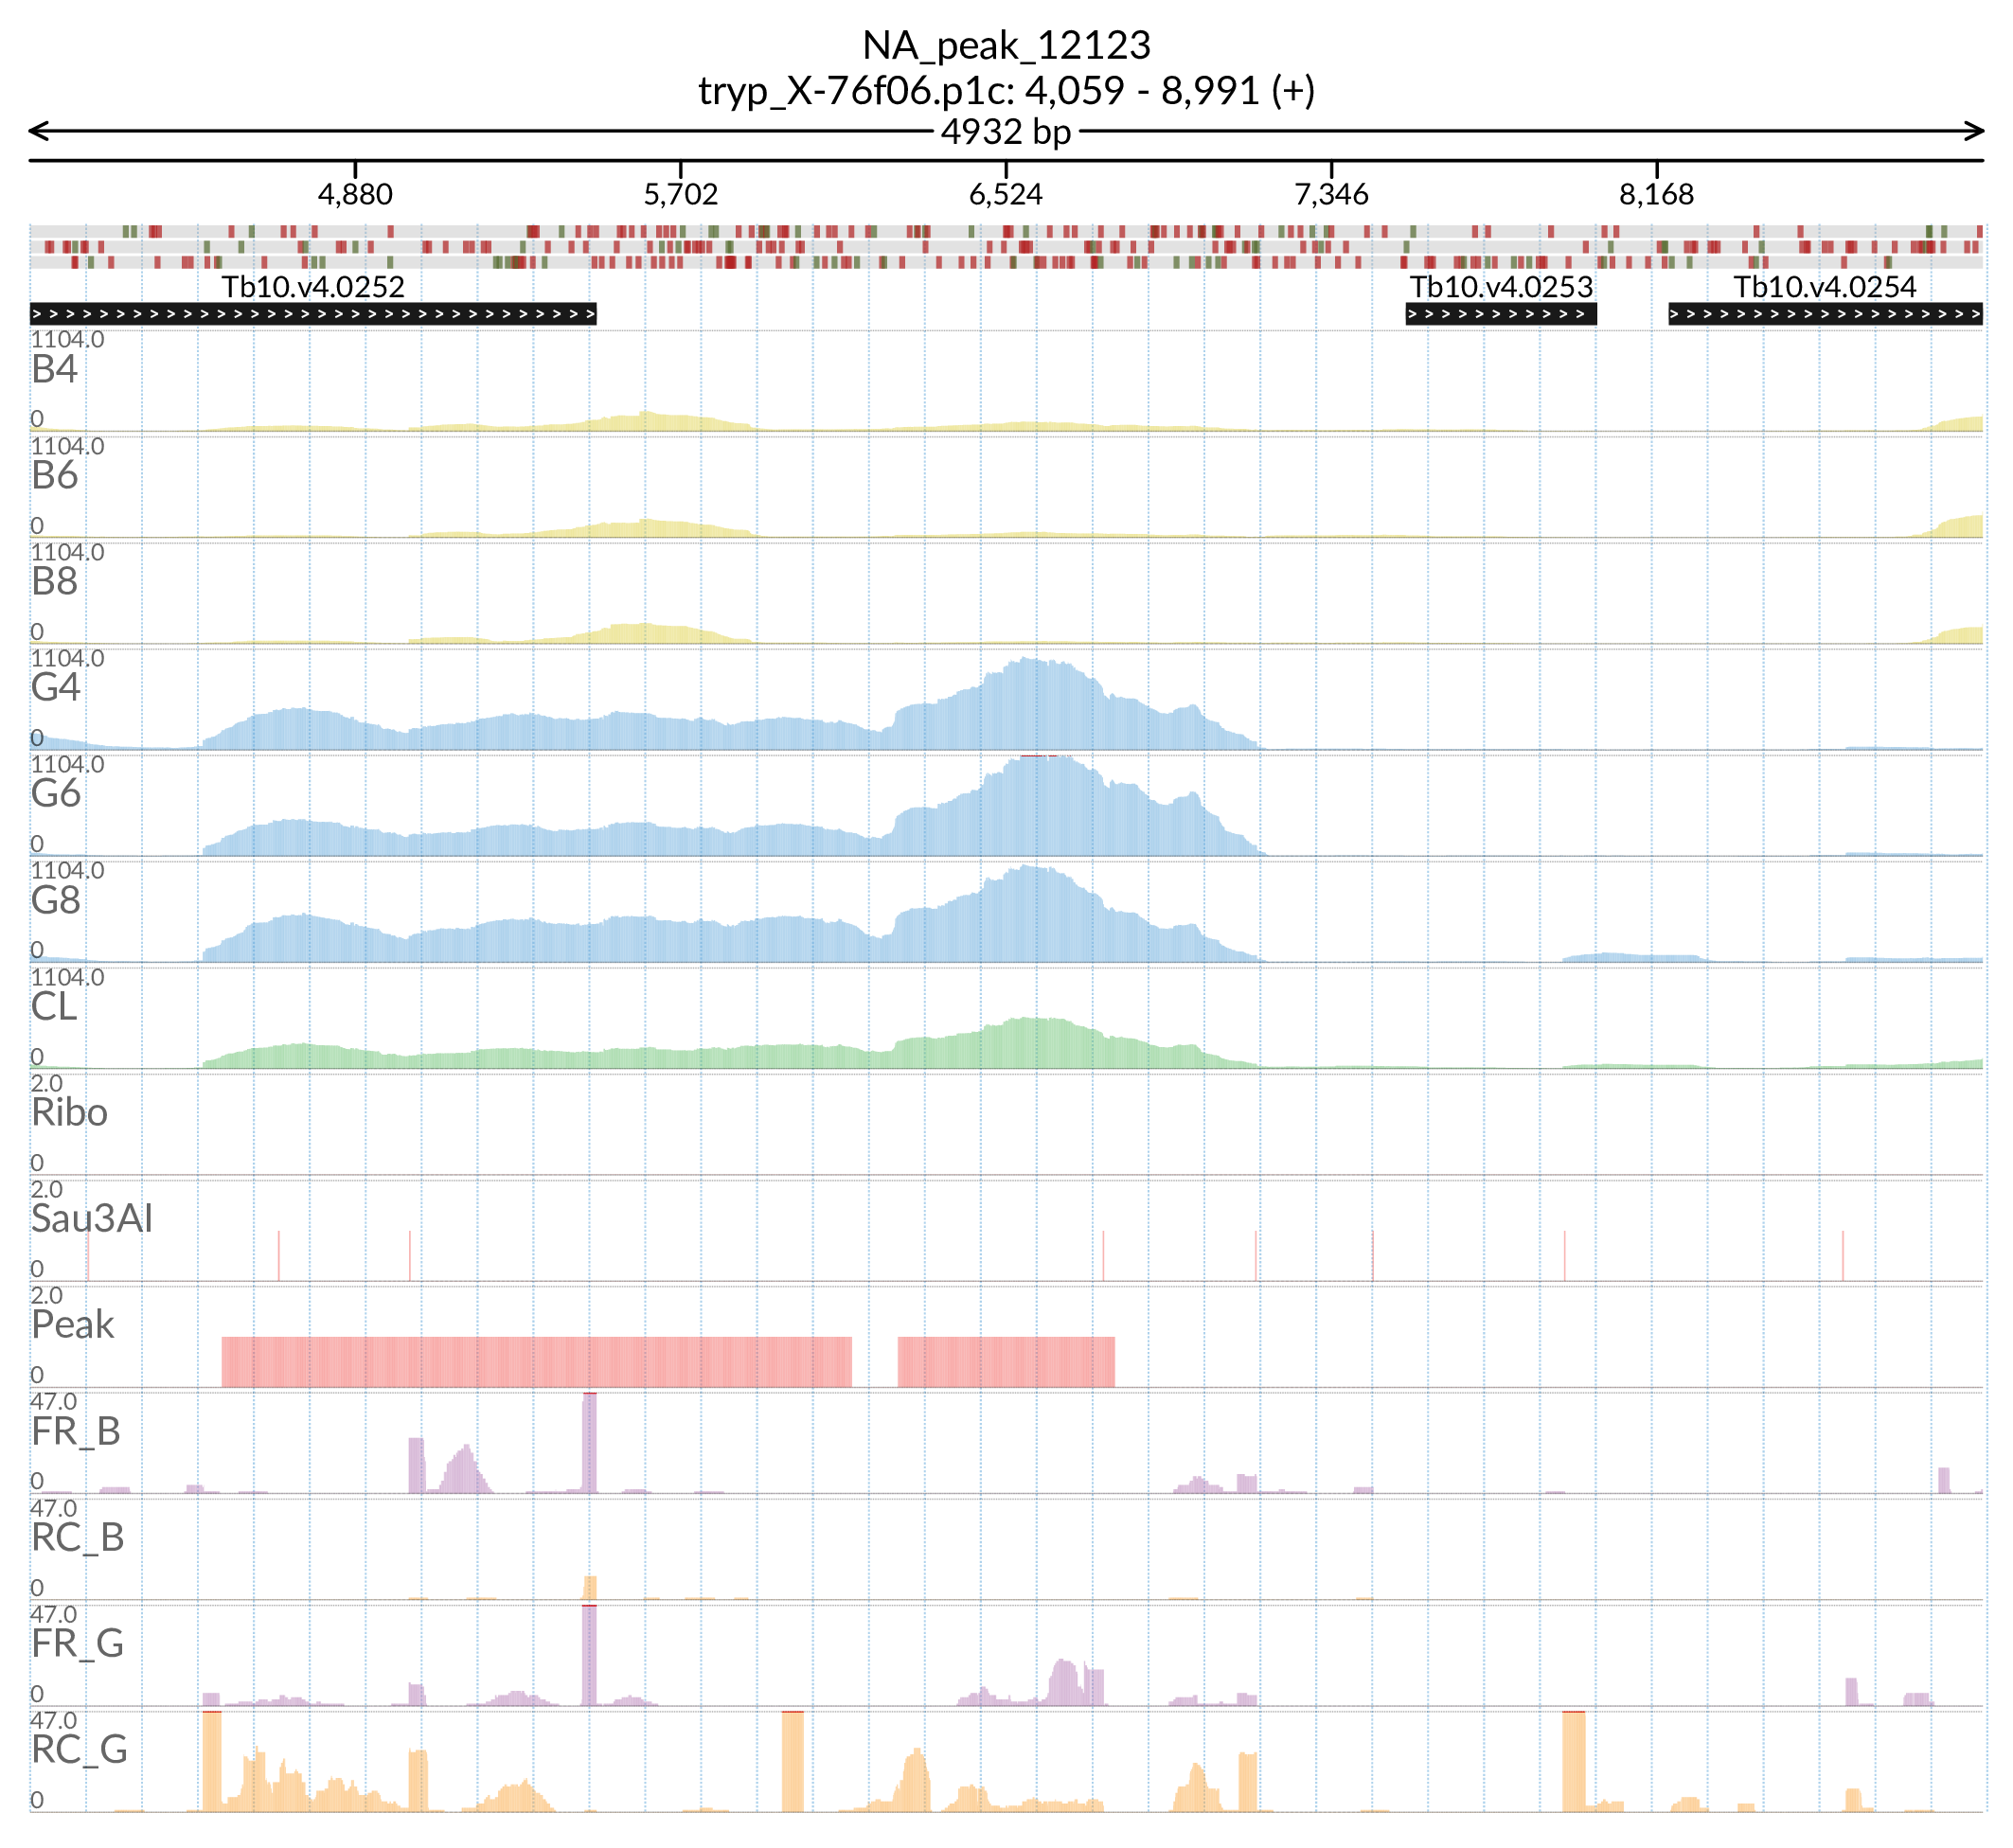 NA_peak_12123
tryp_X-76f06.p1c: 4,059 - 8,991 (+)
4932 bp
4,880 5,702 6,524 7,346 8,168
Tb10.v4.0252 Tb10.v4.0253 Tb10.v4.0254
1104.0
B4
0
1104.0
B6
0
1104.0
B8
0
1104.0
G4
0
1104.0
G6
0
1104.0
G8
0
1104.0
CL
0
2.0
Ribo
0
2.0
Sau3AI
0
2.0
Peak
0
47.0
FR_B
0
47.0
RC_B
0
47.0
FR_G
0
47.0
RC_G
0